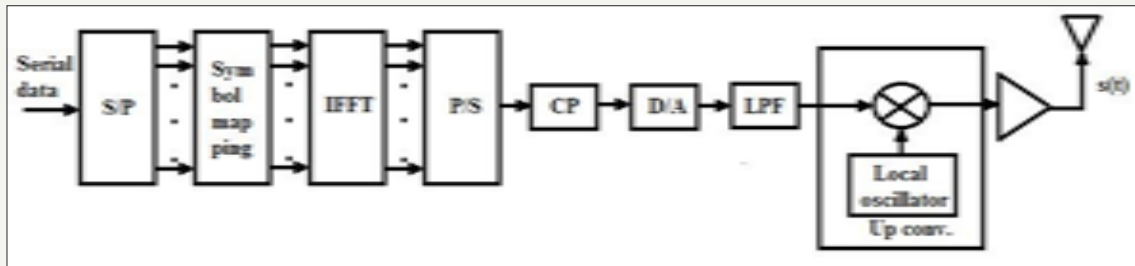 Serial
data
S/P
Sym
bol
map
ping
IFFT
P/S
CP
D/A
LPF
Local
oscillator
Up conv.
s(t)